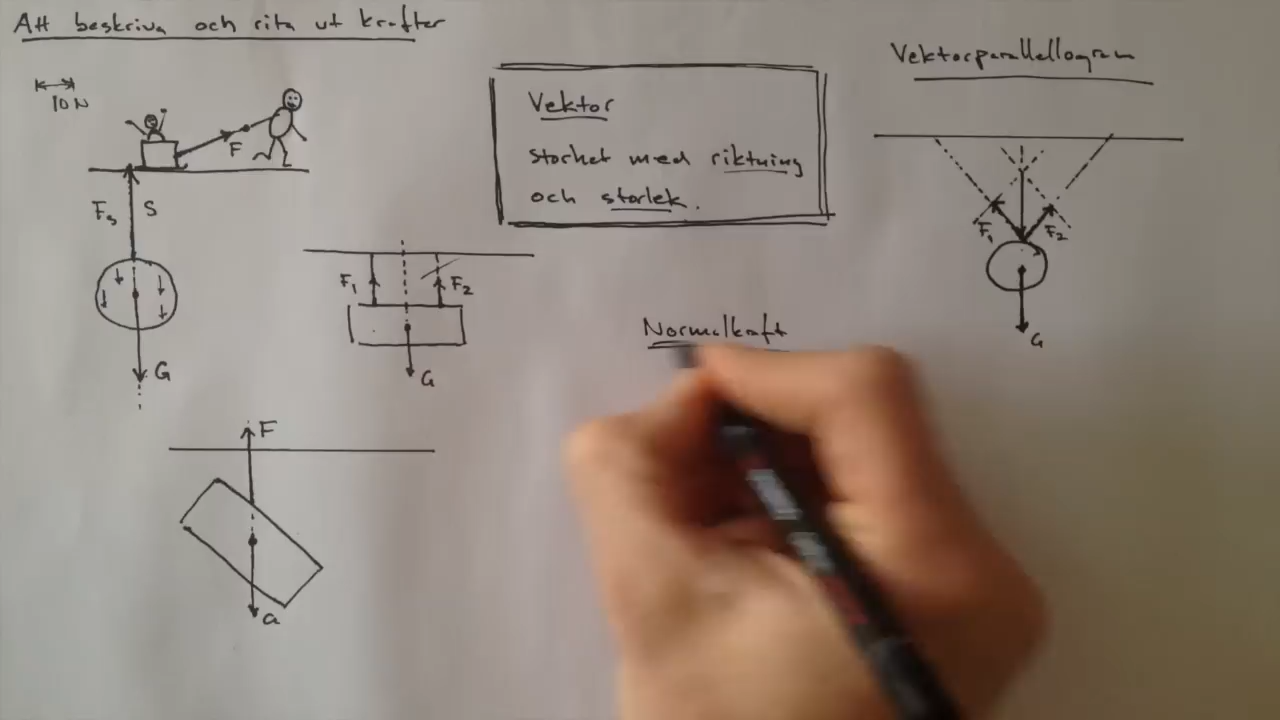 Att beskriva och rita ut krafter
10 N
F
Fs S
G
F1 F2
G
F
G
Vektor
storhet med riktning
och storlek.
Normalkraft
Vektorparallellogram
F1 F2
G